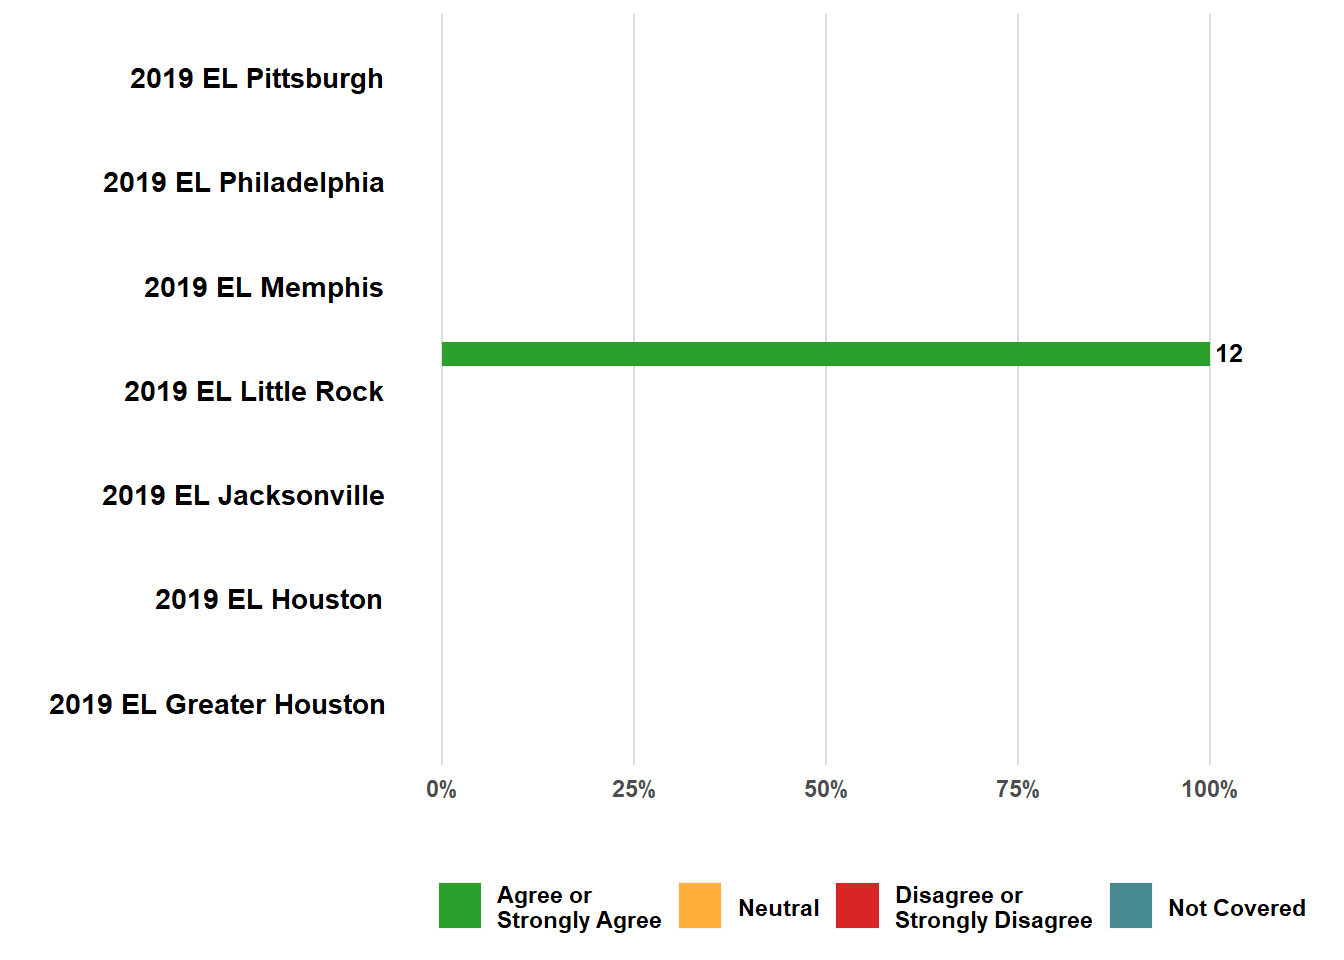 2019 EL Pittsburgh
2019 EL Philadelphia
2019 EL Memphis
12
2019 EL Little Rock
2019 EL Jacksonville
2019 EL Houston
2019 EL Greater Houston
0% 25% 50% 75% 100%
Agree or
Strongly Agree
Neutral
Disagree or
Strongly Disagree
Not Covered